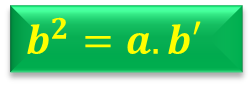 b² = a.b′